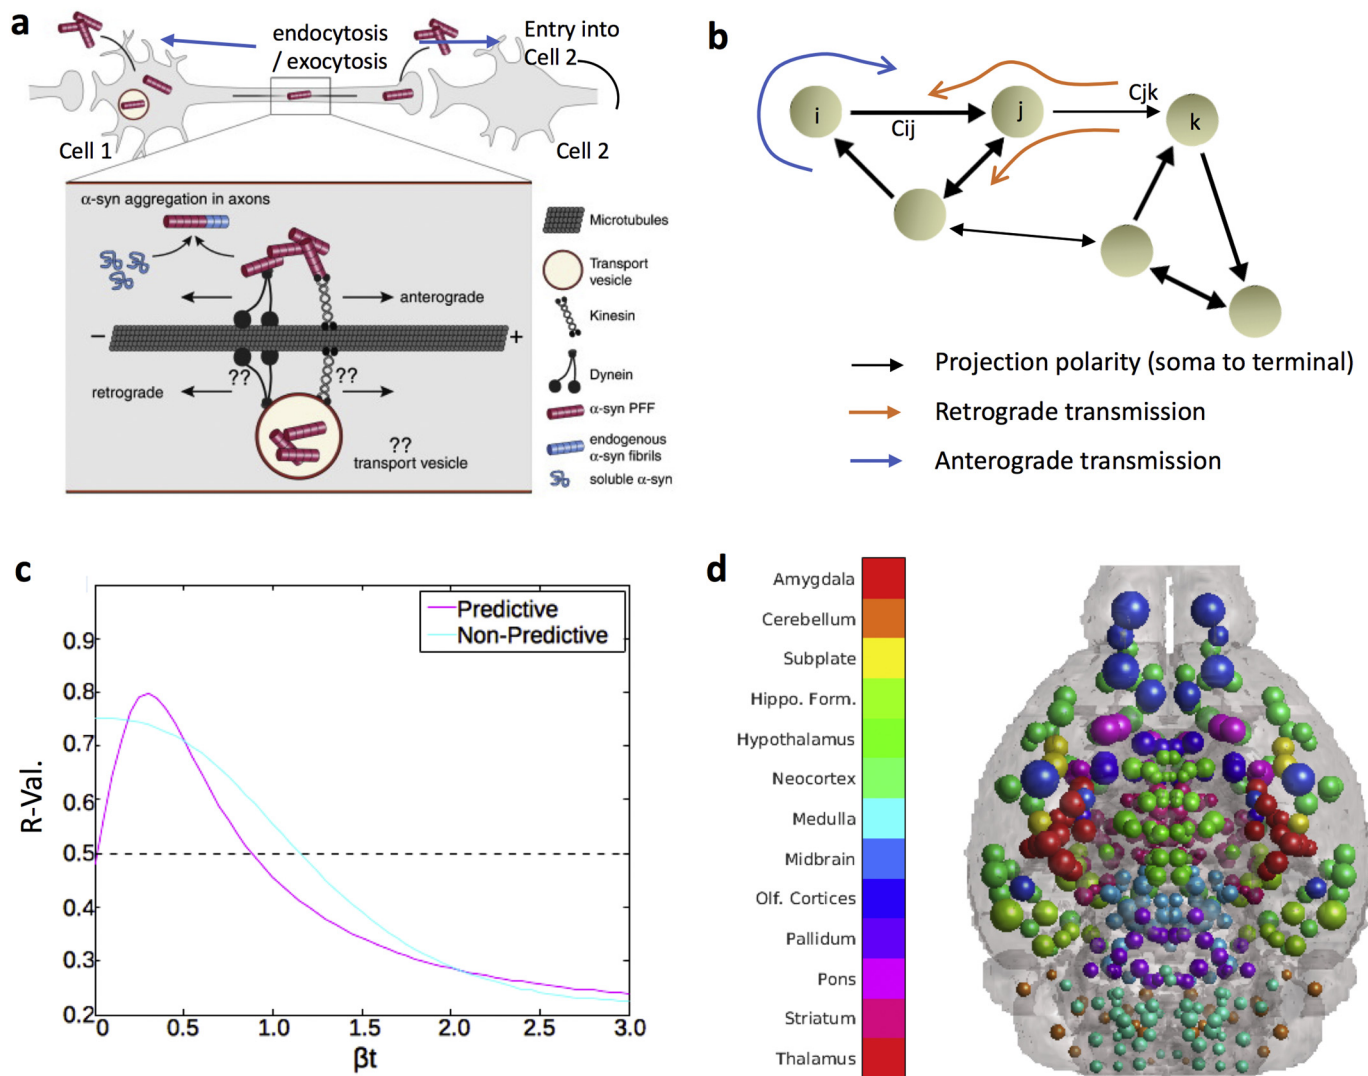 a
endocytosis
/ exocytosis
Entry into
Cell 2
Cell 1
Cell 2
α-syn aggregation in axons
anterograde
−
+
??
??
retrograde
??
transport vesicle
Microtubules
Transport
vesicle
Kinesin
Dynein
α-syn PFF
endogenous
α-syn fibrils
soluble α-syn
b
i
Cij
j
Cjk
k
Projection polarity (soma to terminal)
Retrograde transmission
Anterograde transmission
c
Predictive
Non-Predictive
0.9
0.8
0.7
0.6
0.5
0.4
0.3
0.2
R-Val.
0
0.5
1.0
1.5
2.0
2.5
3.0
βt
d
Amygdala
Cerebellum
Subplate
Hippo. Form.
Hypothalamus
Neocortex
Medulla
Midbrain
Olf. Cortices
Pallidum
Pons
Striatum
Thalamus